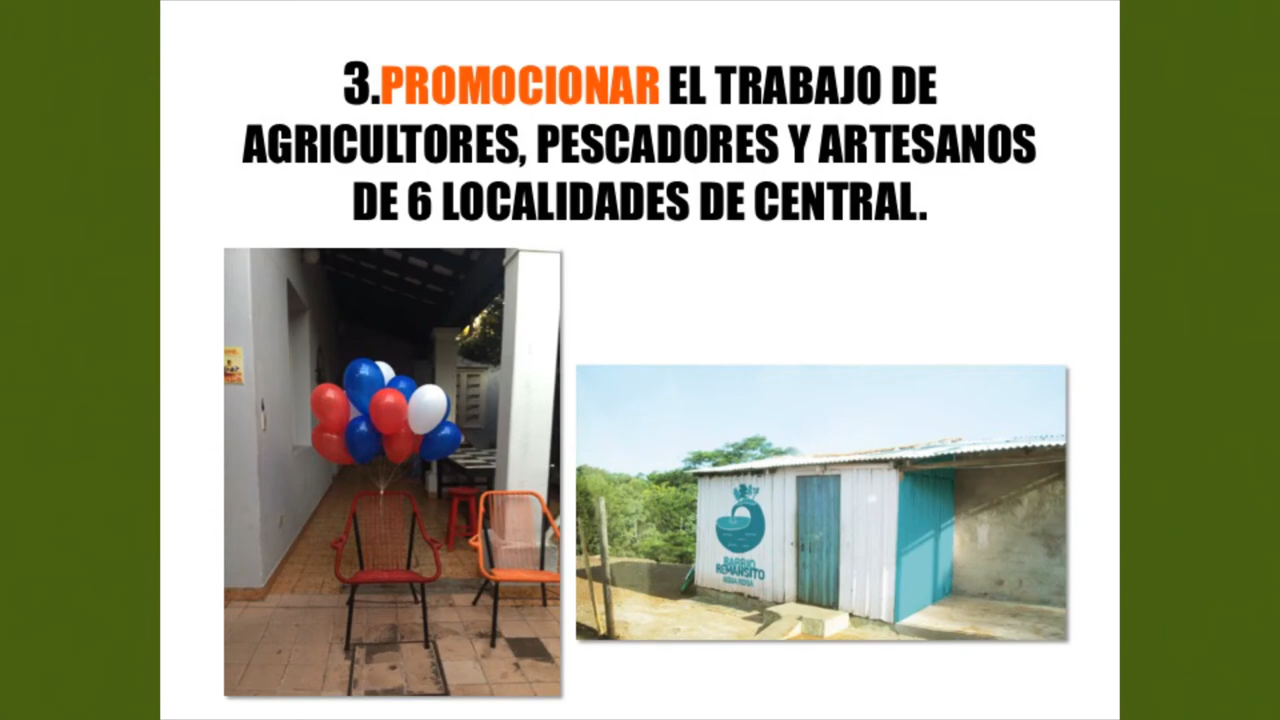 3.PROMOCIONAR EL TRABAJO DE
AGRICULTORES, PESCADORES Y ARTESANOS
DE 6 LOCALIDADES DE CENTRAL.
BARRIO
REMANSITO